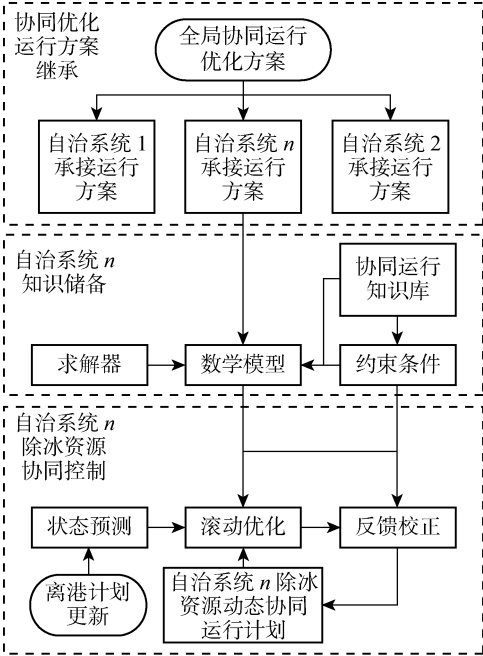 协同优化
运行方案
继承
全局协同运行
优化方案
自治系统1
承接运行
方案
自治系统n
承接运行
方案
自治系统2
承接运行
方案
自治系统n
知识储备
协同运行
知识库
求解器
数学模型
约束条件
自治系统n
除冰资源
协同控制
状态预测
滚动优化
反馈校正
离港计划
更新
自治系统n除冰
资源动态协同
运行计划